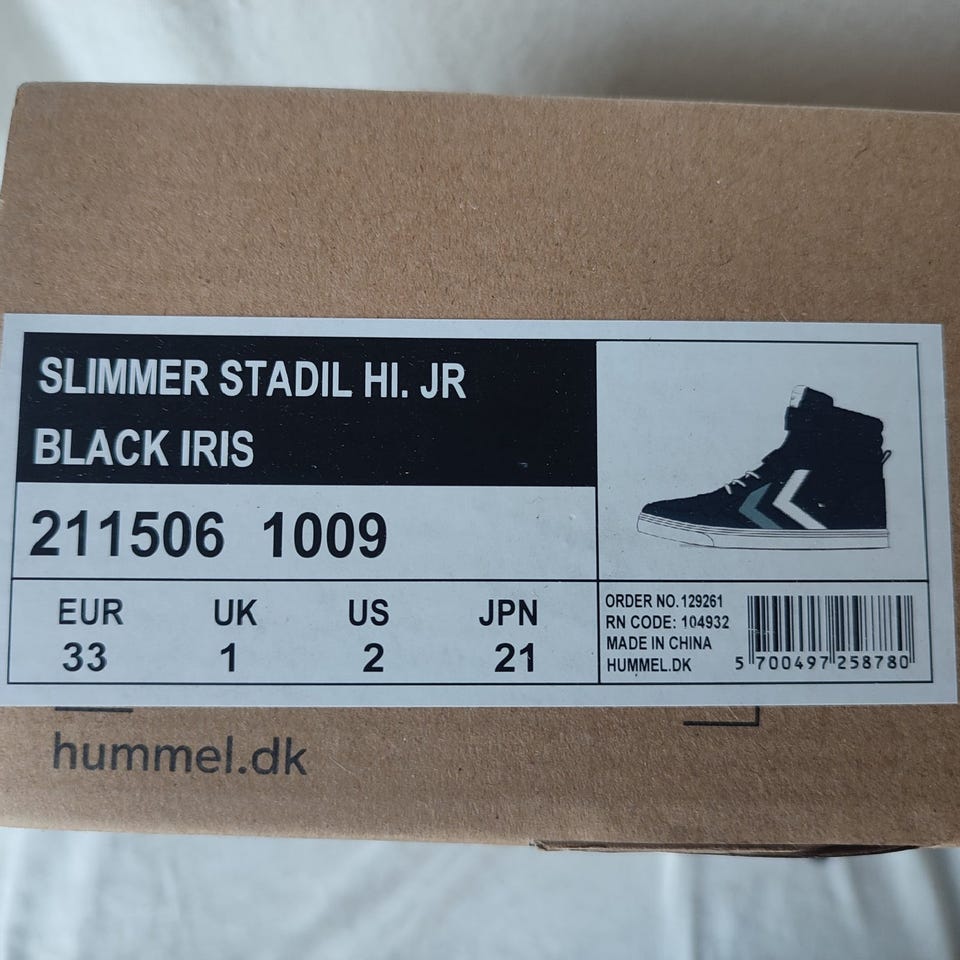 SLIMMER STADIL HI. JR
BLACK IRIS
211506 1009
EUR UK US JPN
33 1 2 21
ORDER NO. 129261
RN CODE: 104932
MADE IN CHINA
HUMMEL.DK
5 700497 258780
hummel.dk